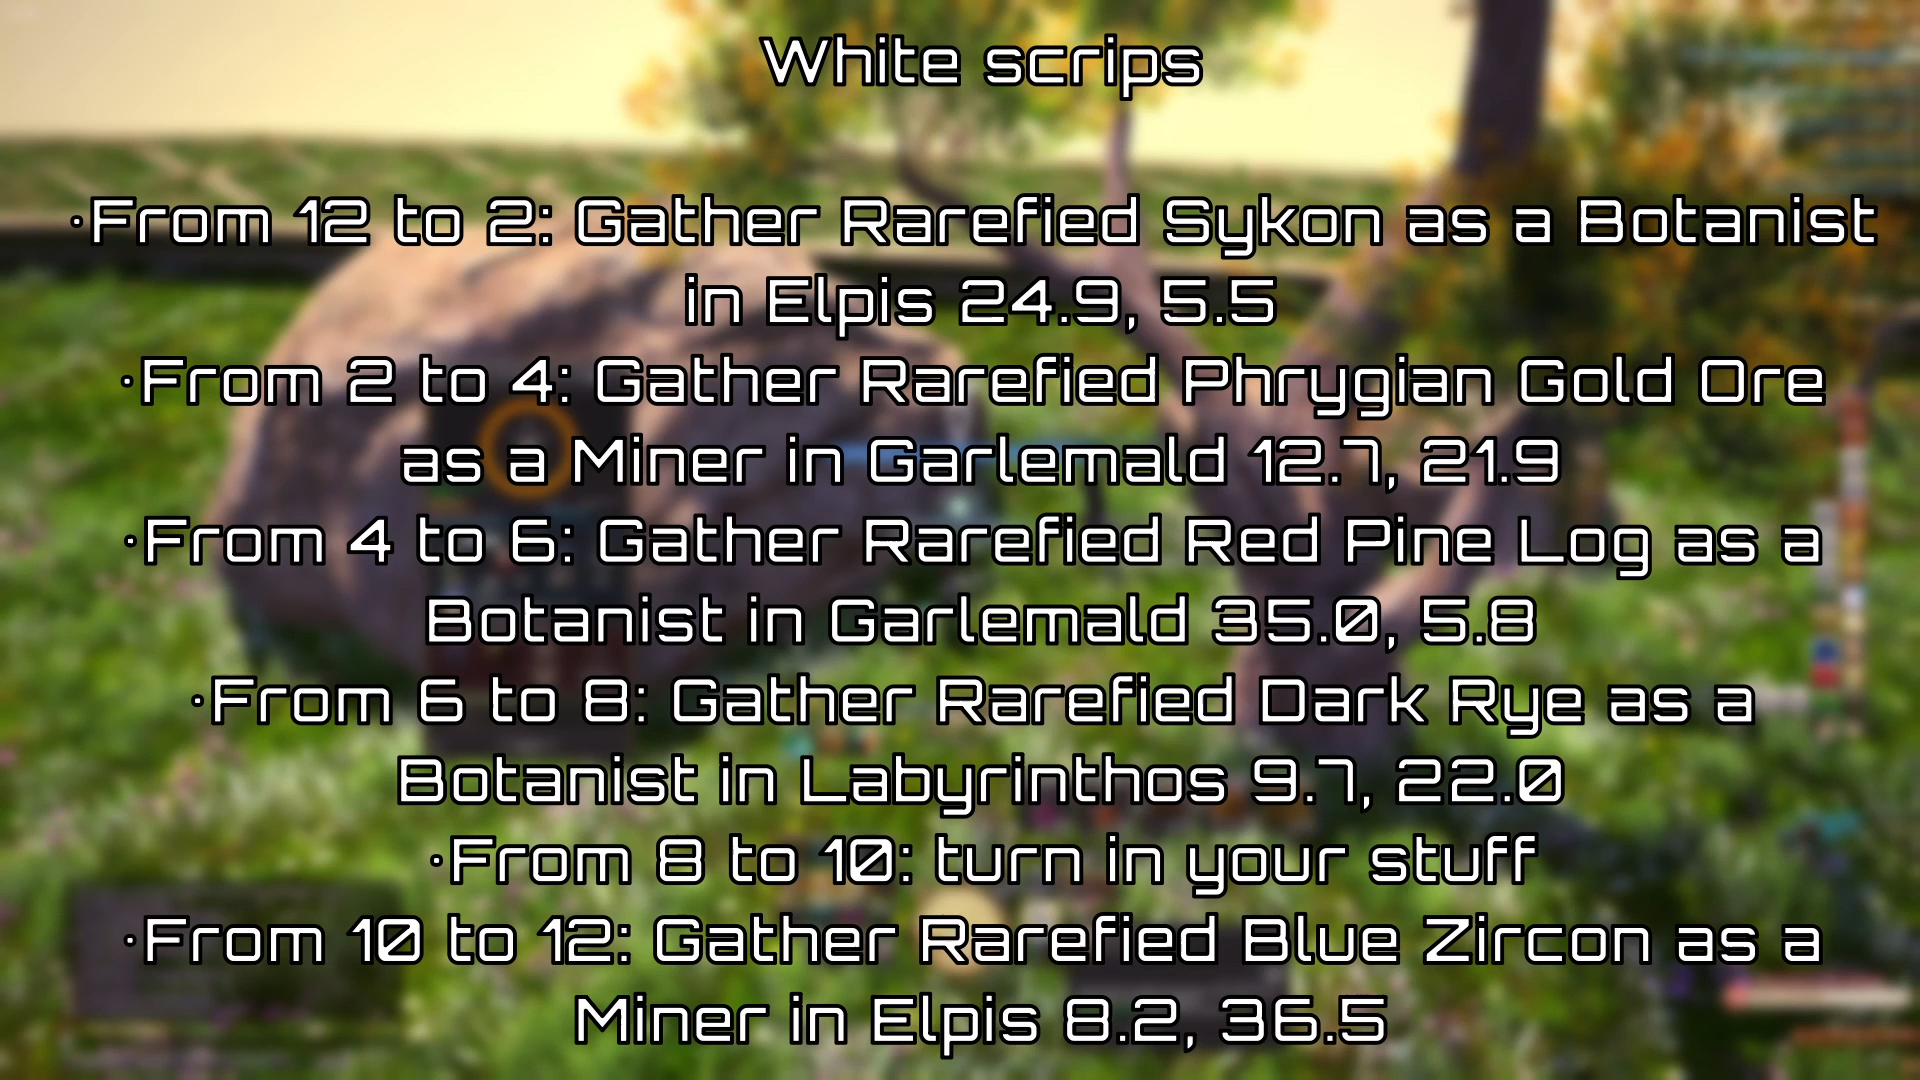 White scrips
·From 12 to 2: Gather Rarefied Sykon as a Botanist
in Elpis 24.9, 5.5
·From 2 to 4: Gather Rarefied Phrygian Gold Ore
as a Miner in Garlemald 12.7, 21.9
·From 4 to 6: Gather Rarefied Red Pine Log as a
Botanist in Garlemald 35.0, 5.8
·From 6 to 8: Gather Rarefied Dark Rye as a
Botanist in Labyrinthos 9.7, 22.0
·From 8 to 10: turn in your stuff
·From 10 to 12: Gather Rarefied Blue Zircon as a
Miner in Elpis 8.2, 36.5